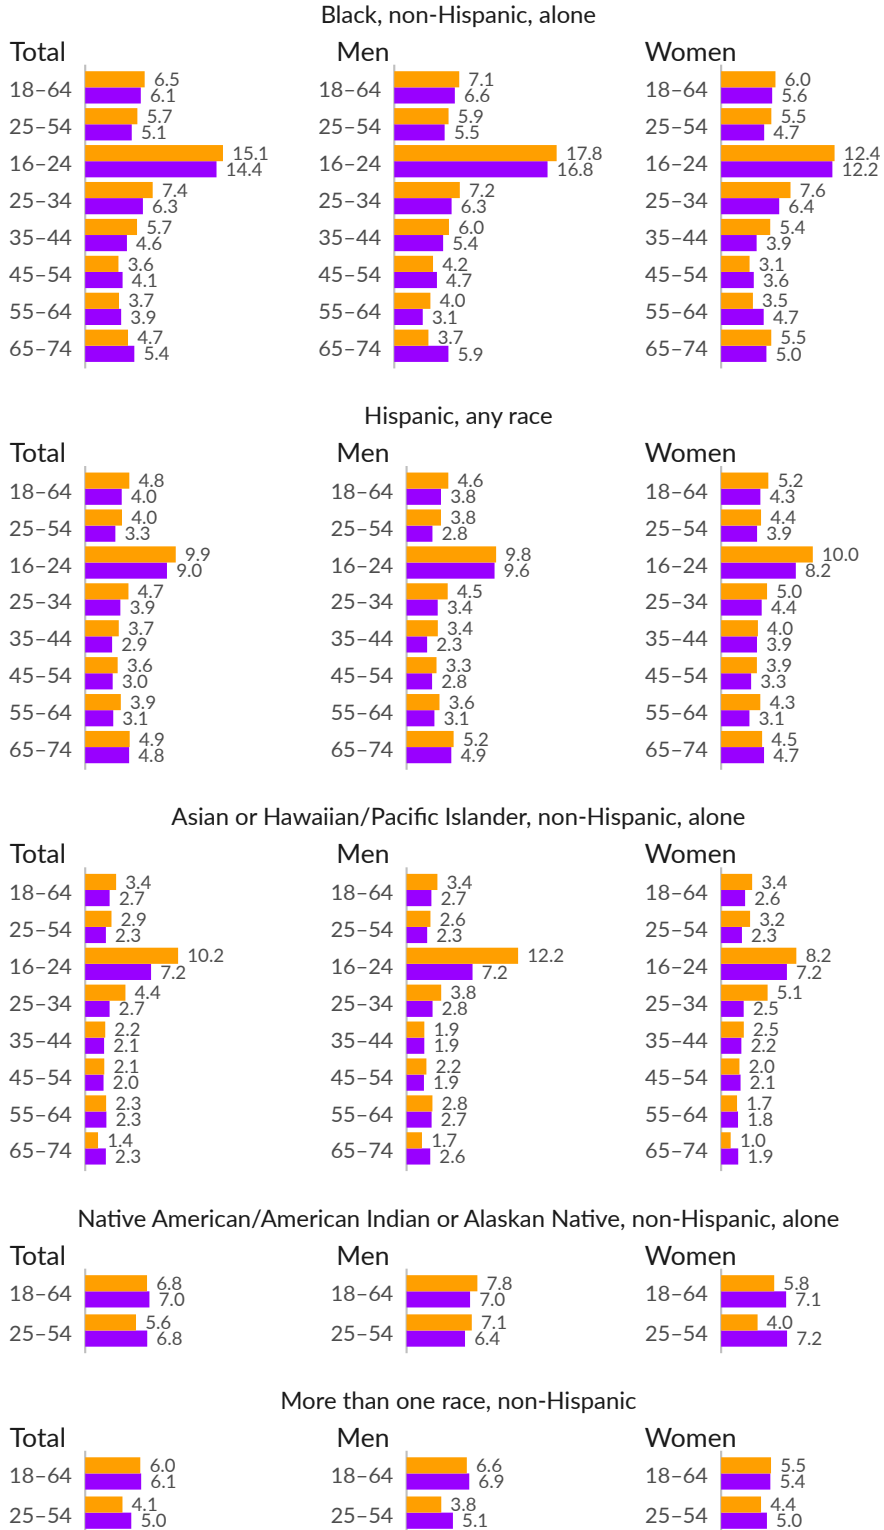 Black, non-Hispanic, alone
Total Men Women
18–64 6.5 18–64 7.1 18–64 6.0
6.1 6.6 5.6
25–54 5.7 25–54 5.9 25–54 5.5
5.1 5.5 4.7
16–24 15.1 16–24 17.8 16–24 12.4
14.4 16.8 12.2
25–34 7.4 25–34 7.2 25–34 7.6
6.3 6.3 6.4
35–44 5.7 35–44 6.0 35–44 5.4
4.6 5.4 3.9
45–54 3.6 45–54 4.2 45–54 3.1
4.1 4.7 3.6
55–64 3.7 55–64 4.0 55–64 3.5
3.9 3.1 4.7
65–74 4.7 65–74 3.7 65–74 5.5
5.4 5.9 5.0
Hispanic, any race
Total Men Women
18–64 4.8 18–64 4.6 18–64 5.2
4.0 3.8 4.3
25–54 4.0 25–54 3.8 25–54 4.4
3.3 2.8 3.9
16–24 9.9 16–24 9.8 16–24 10.0
9.0 9.6 8.2
25–34 4.7 25–34 4.5 25–34 5.0
3.9 3.4 4.4
35–44 3.7 35–44 3.4 35–44 4.0
2.9 2.3 3.9
45–54 3.6 45–54 3.3 45–54 3.9
3.0 2.8 3.3
55–64 3.9 55–64 3.6 55–64 4.3
3.1 3.1 3.1
65–74 4.9 65–74 5.2 65–74 4.5
4.8 4.9 4.7
Asian or Hawaiian/Pacific Islander, non-Hispanic, alone
Total Men Women
18–64 3.4 18–64 3.4 18–64 3.4
2.7 2.7 2.6
25–54 2.9 25–54 2.6 25–54 3.2
2.3 2.3 2.3
16–24 10.2 16–24 12.2 16–24 8.2
7.2 7.2 7.2
25–34 4.4 25–34 3.8 25–34 5.1
2.7 2.8 2.5
35–44 2.2 35–44 1.9 35–44 2.5
2.1 1.9 2.2
45–54 2.1 45–54 2.2 45–54 2.0
2.0 1.9 2.1
55–64 2.3 55–64 2.8 55–64 1.7
2.3 2.7 1.8
65–74 1.4 65–74 1.7 65–74 1.0
2.3 2.6 1.9
Native American/American Indian or Alaskan Native, non-Hispanic, alone
Total Men Women
18–64 6.8 18–64 7.8 18–64 5.8
7.0 7.0 7.1
25–54 5.6 25–54 7.1 25–54 4.0
6.8 6.4 7.2
More than one race, non-Hispanic
Total Men Women
18–64 6.0 18–64 6.6 18–64 5.5
6.1 6.9 5.4
25–54 4.1 25–54 3.8 25–54 4.4
5.0 5.1 5.0